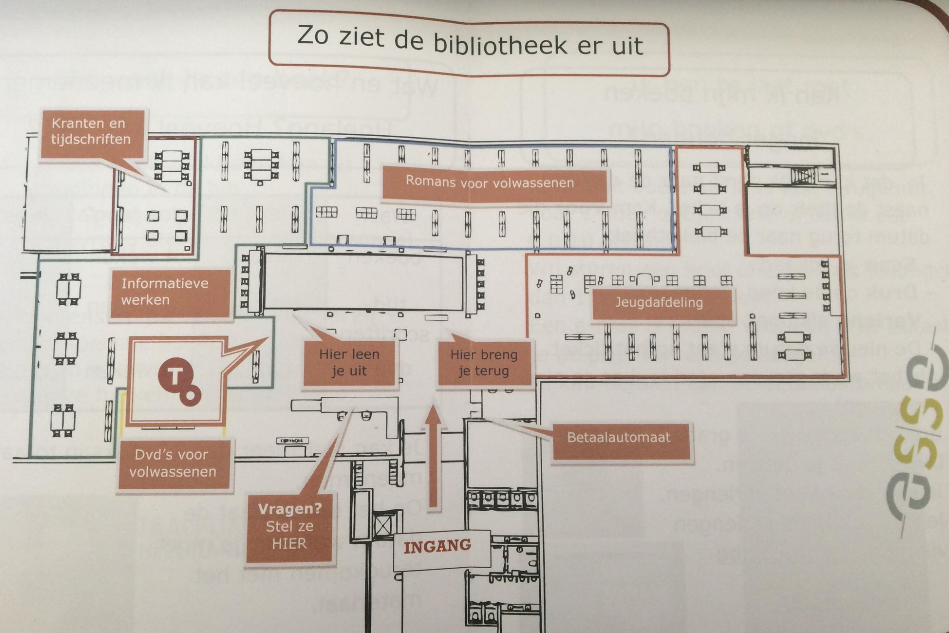 Zo ziet de bibliotheek er uit
Kranten en
tijdschriften
Romans voor volwassenen
Informatieve
werken
Jeugdafdeling
T
Hier leen
je uit
Hier breng
je terug
Betaalautomaat
Dvd's voor
volwassenen
Vragen?
Stel ze
HIER
INGANG